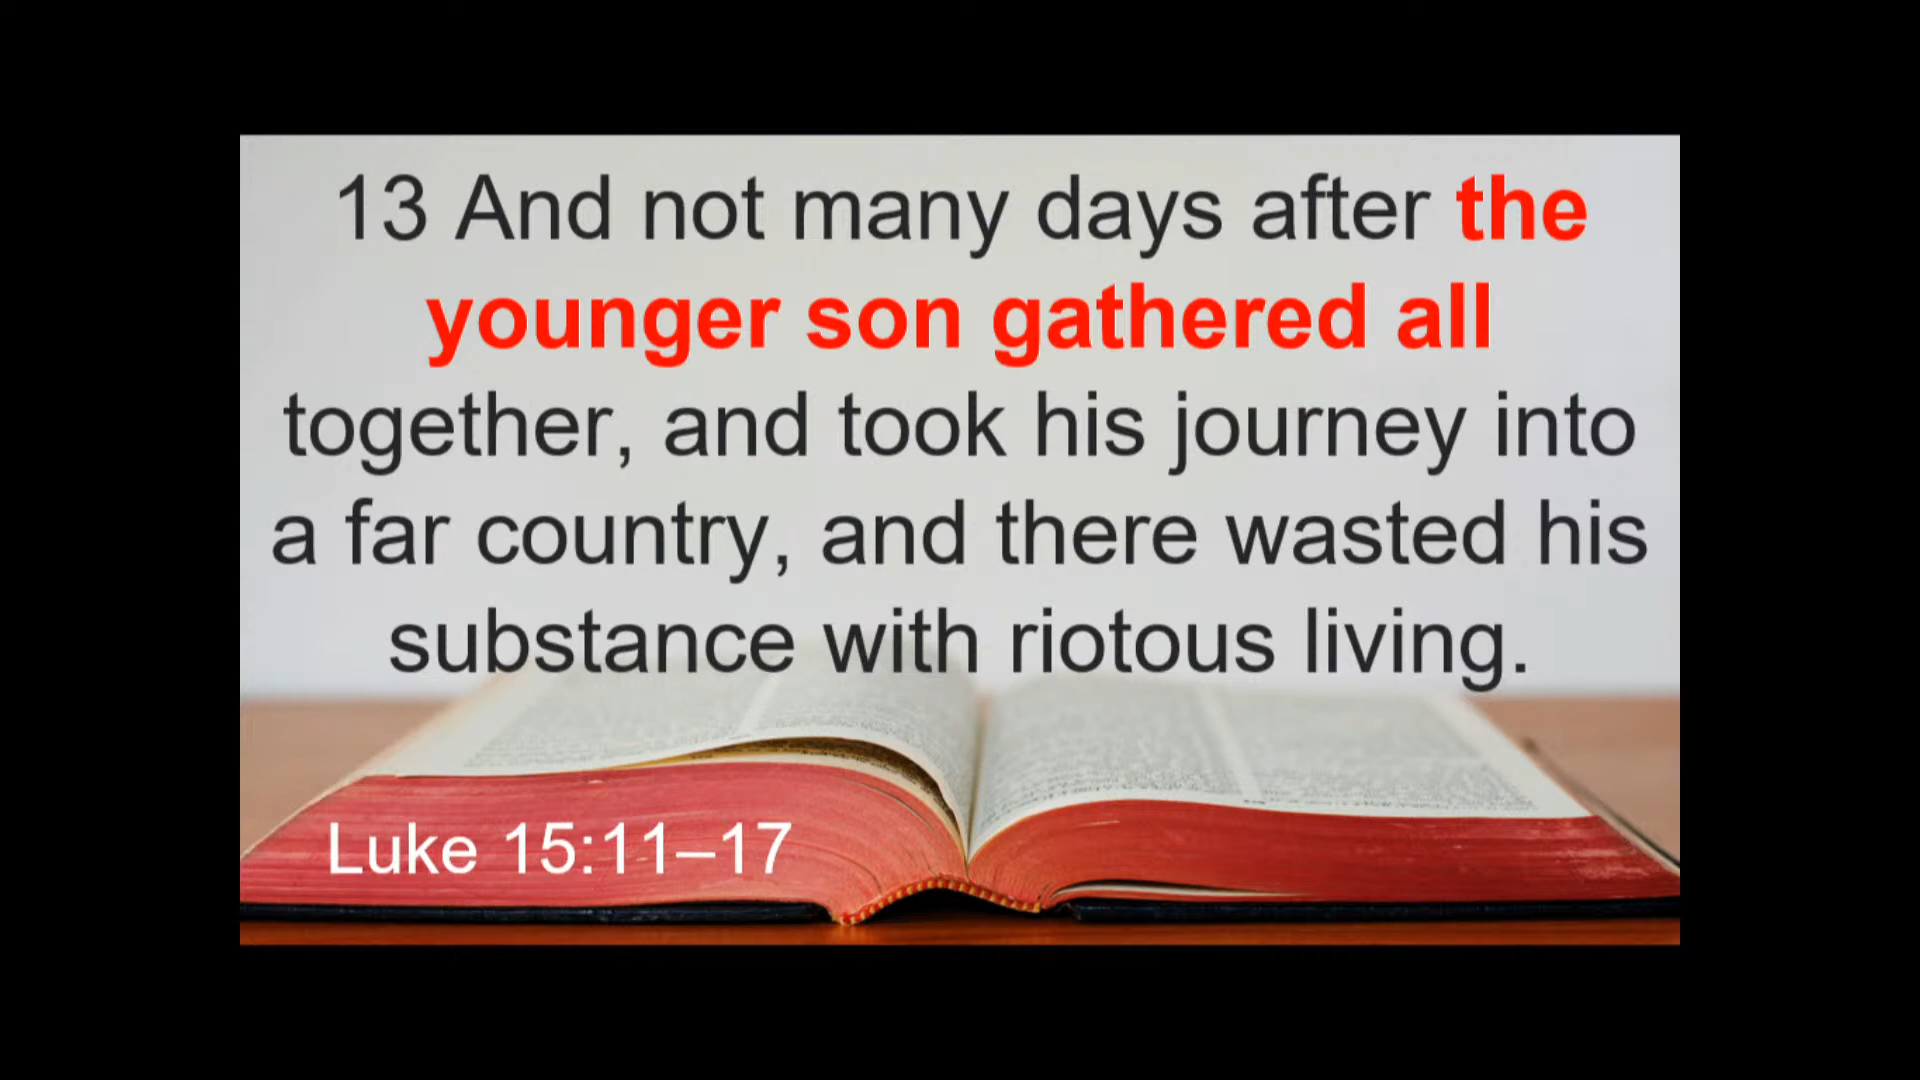 13 And not many days after the
younger son gathered all
together, and took his journey into
a far country, and there wasted his
substance with riotous living.
Luke 15:11–17